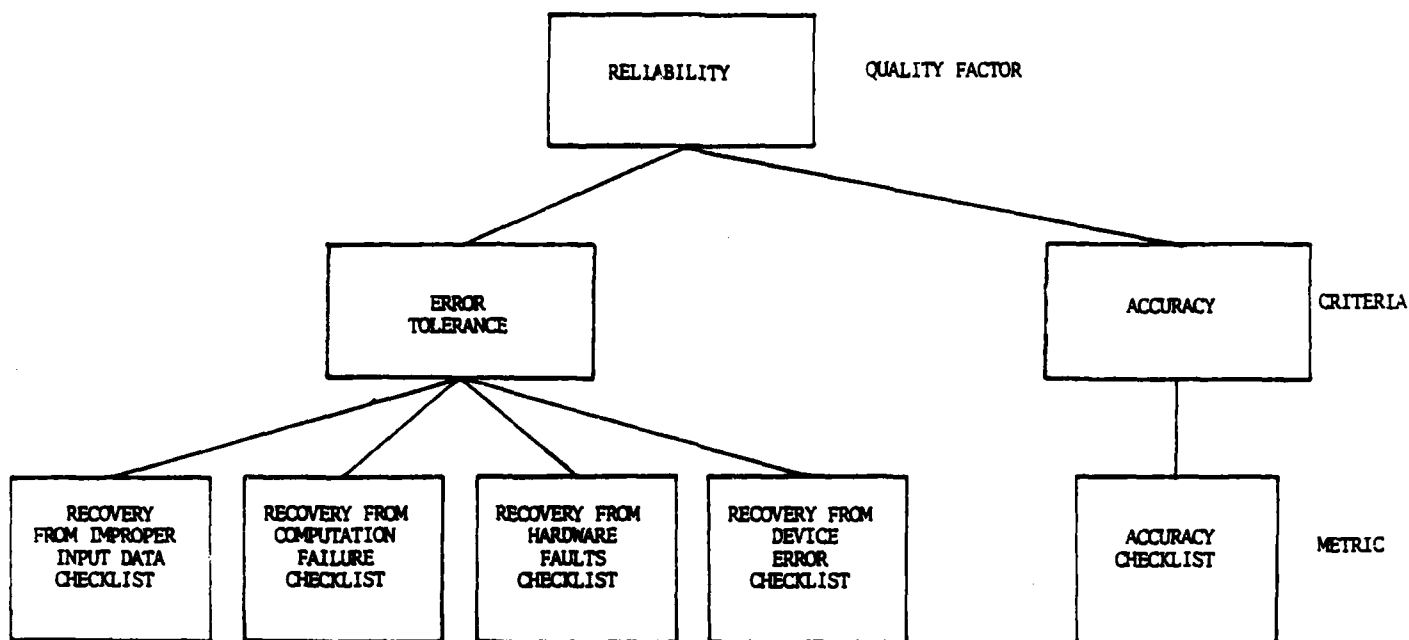 RELIABILITY
QUALITY FACTOR
ERROR
TOLERANCE
ACCURACY
CRITERIA
RECOVERY
FROM IMPROPER
INPUT DATA
CHECKLIST
RECOVERY FROM
COMPUTATION
FAILURE
CHECKLIST
RECOVERY FROM
HARDWARE
FAULTS
CHECKLIST
RECOVERY FROM
DEVICE
ERROR
CHECKLIST
ACCURACY
CHECKLIST
METRIC